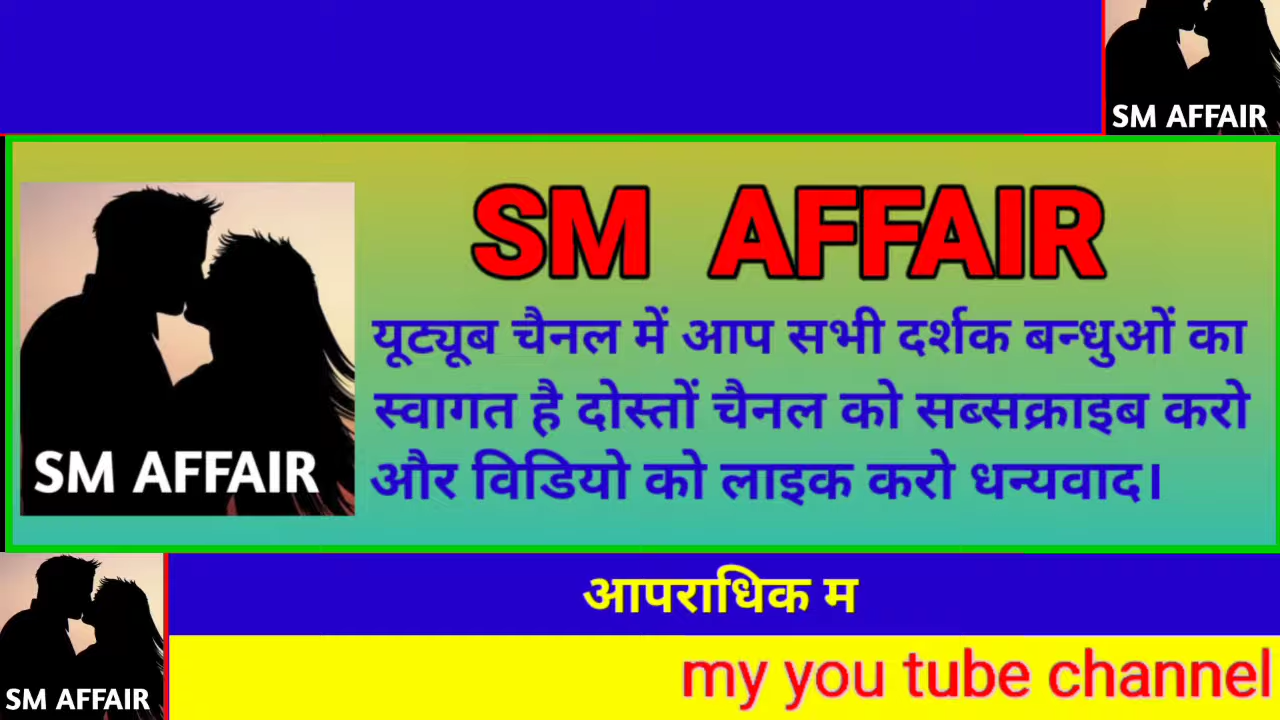 SM AFFAIR
SM AFFAIR
यूट्यूब चैनल में आप सभी दर्शक बन्धुओं का
स्वागत है दोस्तों चैनल को सब्सक्राइब करो
और विडियो को लाइक करो धन्यवाद।
SM AFFAIR
आपराधिक म
my you tube channel
SM AFFAIR